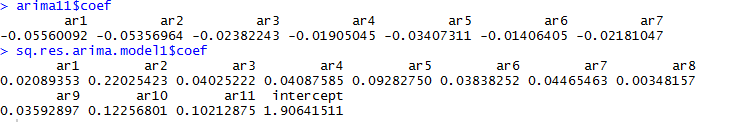 > arima11$coef
ar1 ar2 ar3 ar4 ar5 ar6 ar7
-0.05560092 -0.05356964 -0.02382243 -0.01905045 -0.03407311 -0.01406405 -0.02181047
> sq.res.arima.model1$coef
ar1 ar2 ar3 ar4 ar5 ar6 ar7 ar8
0.02089353 0.22025423 0.04025222 0.04087585 0.09282750 0.03838252 0.04465463 0.00348157
ar9 ar10 ar11 intercept
0.03592897 0.12256801 0.10212875 1.90641511